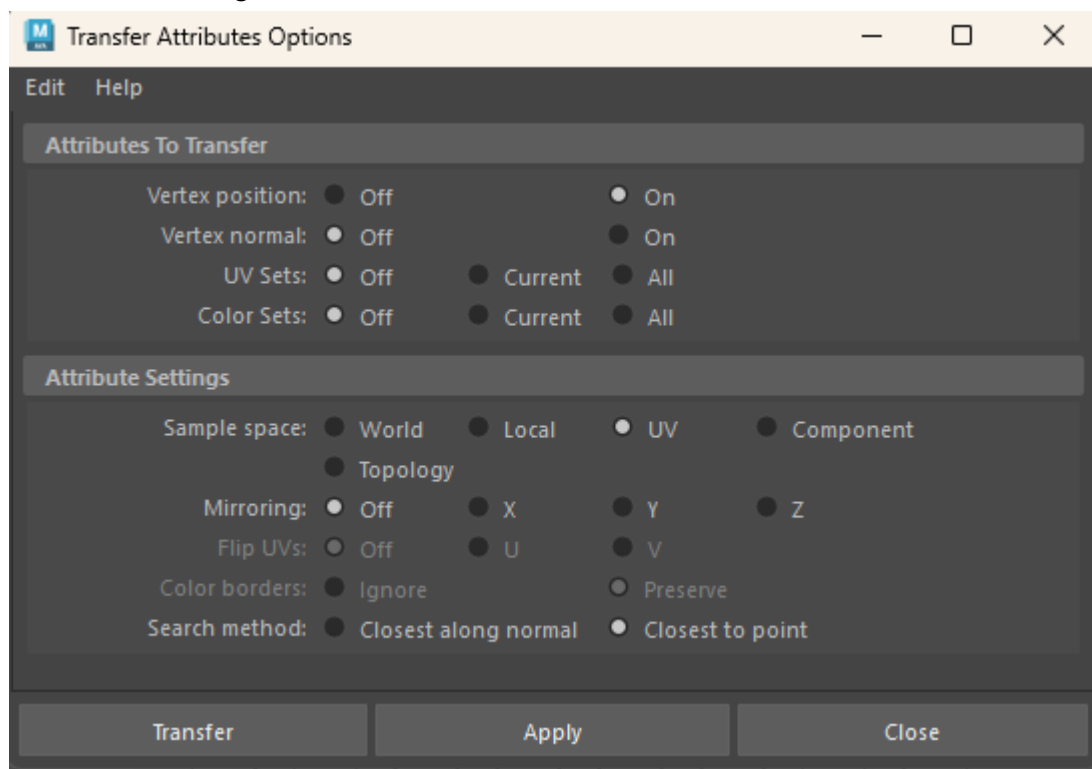 Transfer Attributes Options
Edit Help
Attributes To Transfer
Vertex position: Off On
Vertex normal: Off On
UV Sets: Off Current All
Color Sets: Off Current All
Attribute Settings
Sample space: World Local UV Component
Topology
Mirroring: Off X Y Z
Flip UVs: Off U V
Color borders: Ignore Preserve
Search method: Closest along normal Closest to point
Transfer Apply Close